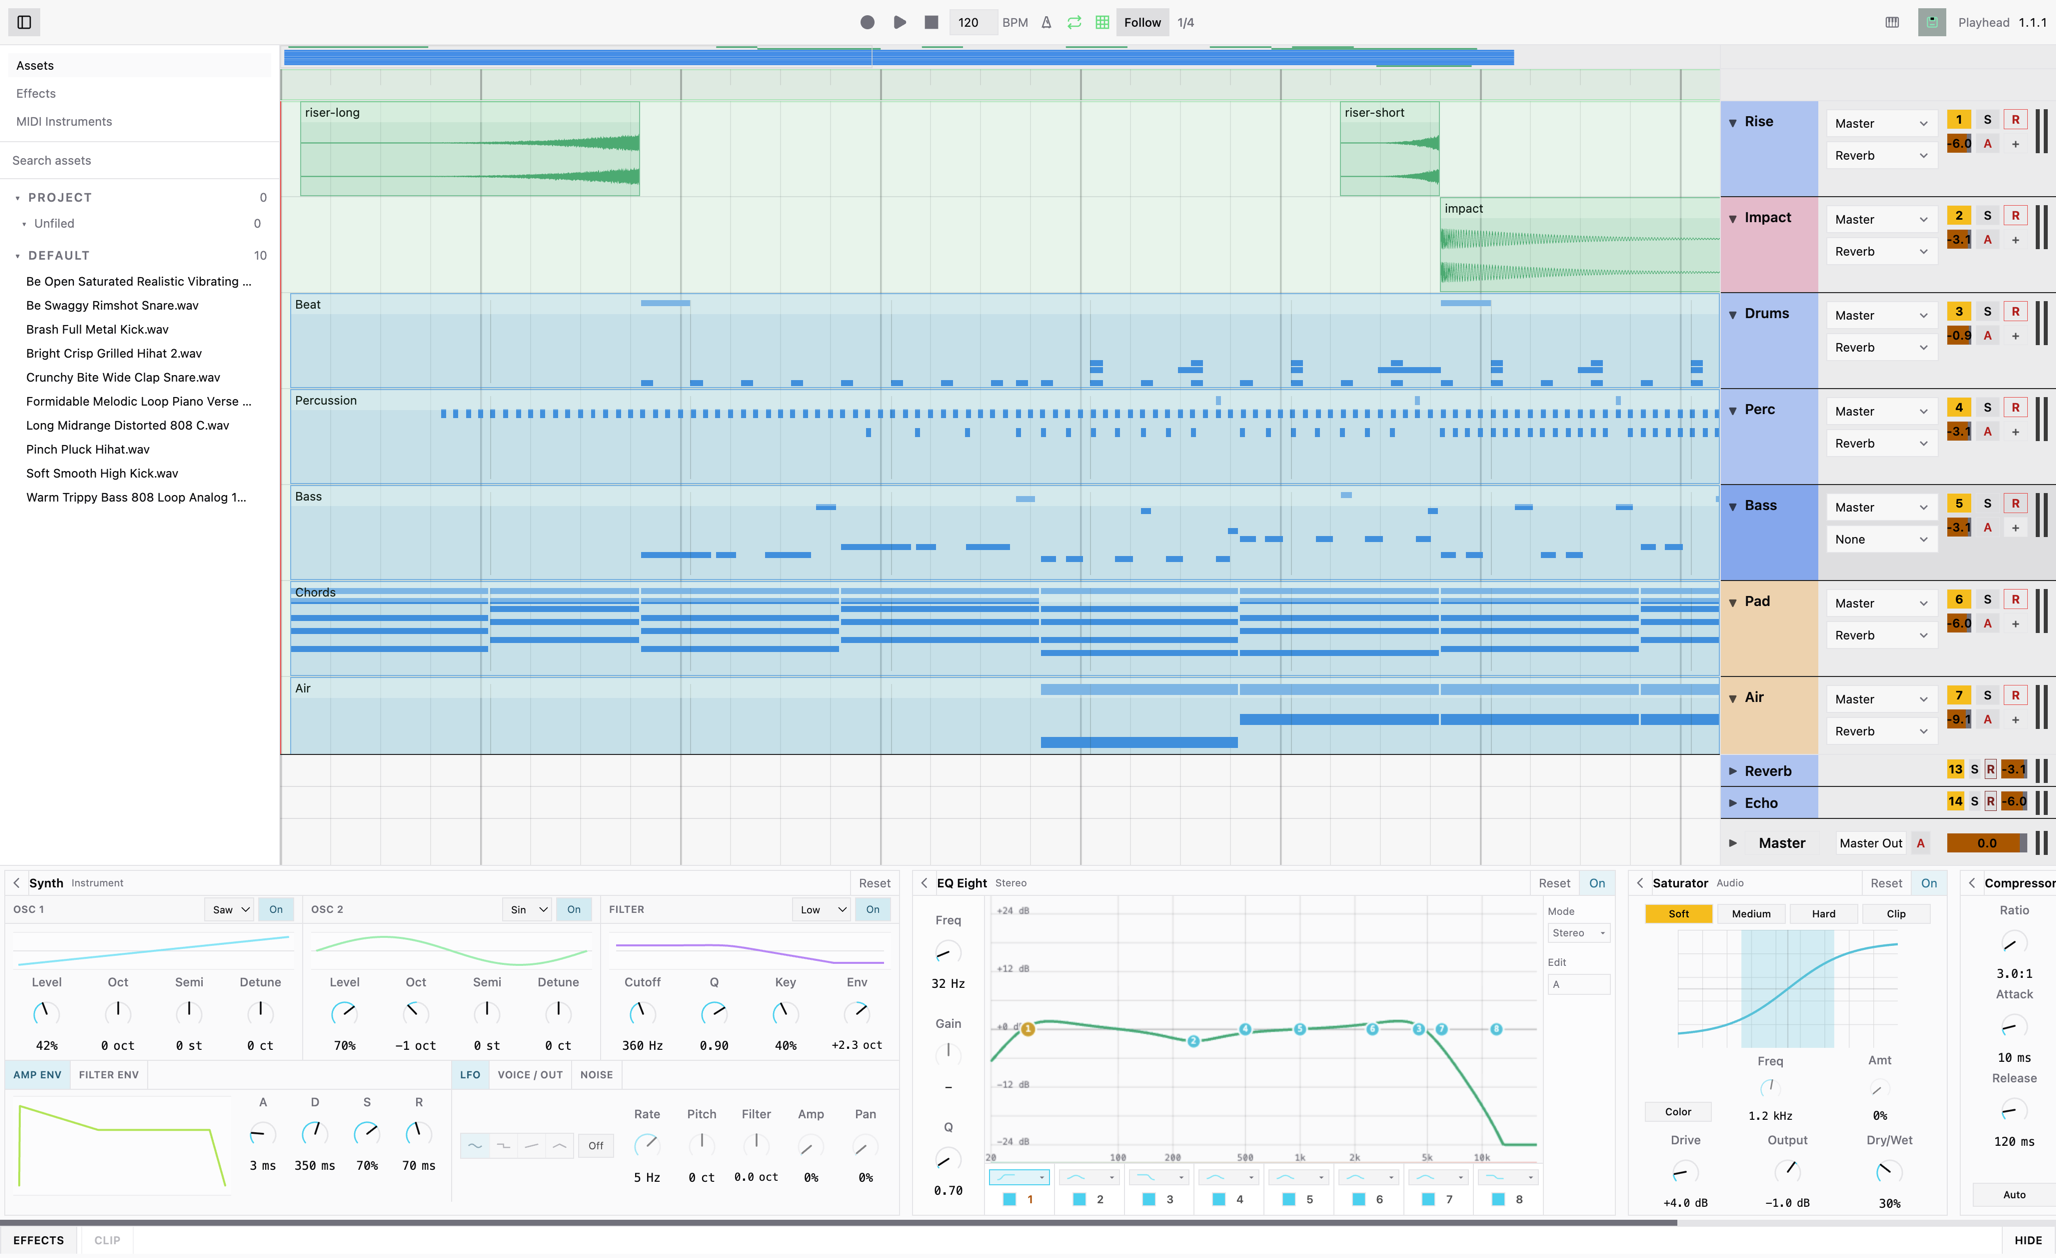 120 BPM Follow 1/4 Playhead 1.1.1
Assets
Effects
MIDI Instruments
Search assets
PROJECT 0
Unfiled 0
DEFAULT 10
Be Open Saturated Realistic Vibrating ...
Be Swaggy Rimshot Snare.wav
Brash Full Metal Kick.wav
Bright Crisp Grilled Hihat 2.wav
Crunchy Bite Wide Clap Snare.wav
Formidable Melodic Loop Piano Verse ...
Long Midrange Distorted 808 C.wav
Pinch Pluck Hihat.wav
Soft Smooth High Kick.wav
Warm Trippy Bass 808 Loop Analog 1...
riser-long
riser-short
impact
Beat
Percussion
Bass
Chords
Air
Rise Master 1 S R
Reverb -6.0 A +
Impact Master 2 S R
Reverb -3.1 A +
Drums Master 3 S R
Reverb -0.9 A +
Perc Master 4 S R
Reverb -3.1 A +
Bass Master 5 S R
None -3.1 A +
Pad Master 6 S R
Reverb -6.0 A +
Air Master 7 S R
Reverb -9.1 A +
Reverb 13 S R -3.1
Echo 14 S R -6.0
Master Master Out A 0.0
Synth Instrument Reset
OSC 1 Saw On
OSC 2 Sin On
FILTER Low On
Level Oct Semi Detune
42% 0 oct 0 st 0 ct
Level Oct Semi Detune
70% −1 oct 0 st 0 ct
Cutoff Q Key Env
360 Hz 0.90 40% +2.3 oct
AMP ENV FILTER ENV
A D S R
3 ms 350 ms 70% 70 ms
LFO VOICE / OUT NOISE
Off
Rate Pitch Filter Amp Pan
5 Hz 0 ct 0.0 oct 0% 0%
EQ Eight Stereo Reset On
Freq
32 Hz
Gain
–
Q
0.70
+24 dB
+12 dB
+0 dB
−12 dB
−24 dB
1 2 4 5 6 3 7 8
20 100 200 500 1k 2k 5k 10k
1 2 3 4 5 6 7 8
Mode
Stereo
Edit
A
Saturator Audio Reset On
Soft Medium Hard Clip
Freq Amt
Color 1.2 kHz 0%
Drive Output Dry/Wet
+4.0 dB −1.0 dB 30%
Compressor
Ratio
3.0:1
Attack
10 ms
Release
120 ms
Auto
EFFECTS CLIP HIDE